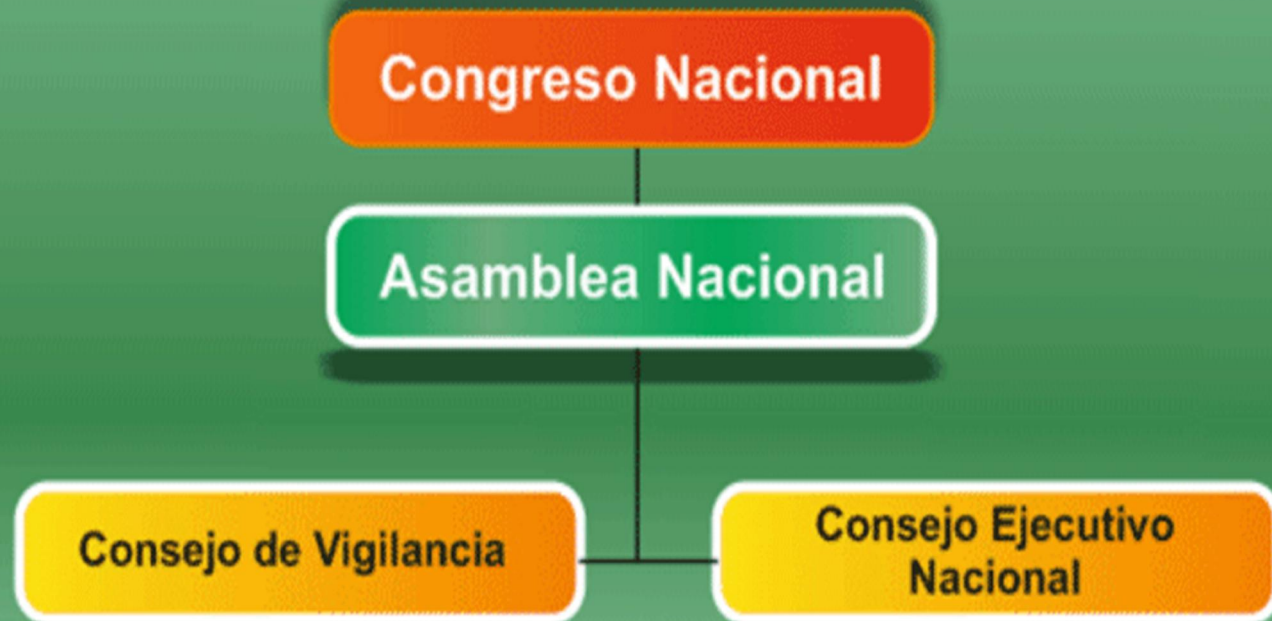 Congreso Nacional
Asamblea Nacional
Consejo de Vigilancia
Consejo Ejecutivo
Nacional